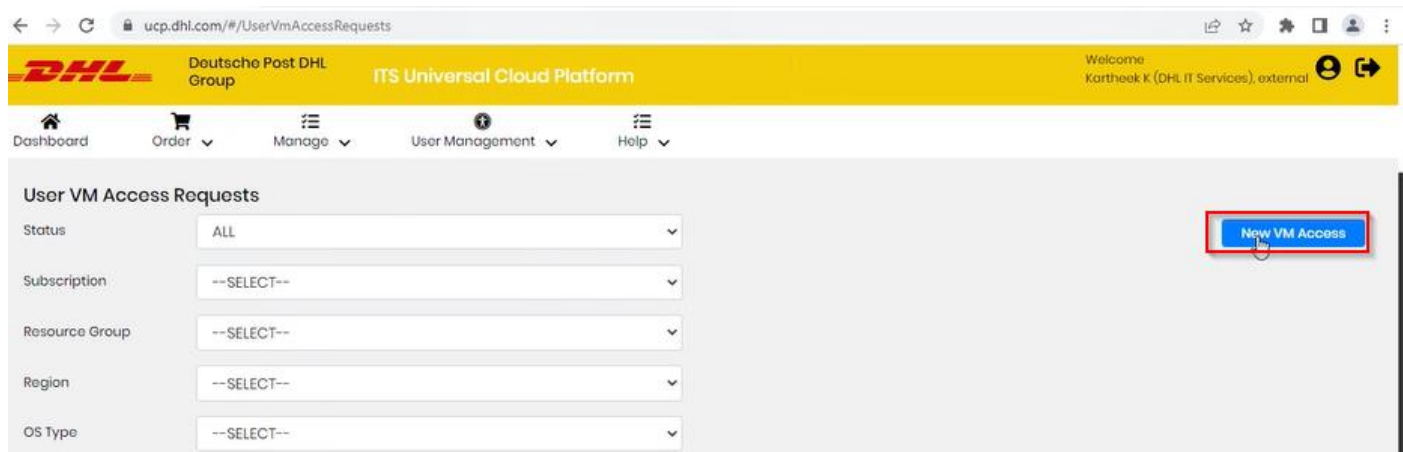 ucp.dhl.com/#/UserVmAccessRequests
DHL
Deutsche Post DHL
Group
ITS Universal Cloud Platform
Welcome
Kartheek K (DHL IT Services), external
Dashboard
Order
Manage
User Management
Help
User VM Access Requests
Status
ALL
New VM Access
Subscription
--SELECT--
Resource Group
--SELECT--
Region
--SELECT--
OS Type
--SELECT--